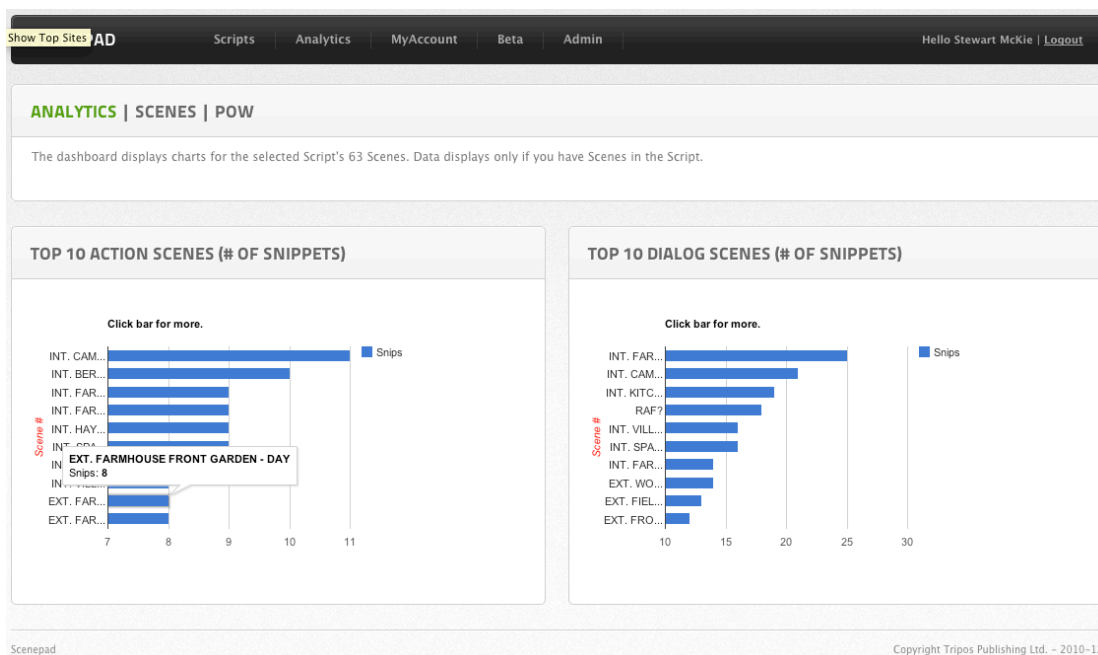 Show Top Sites
AD
Scripts Analytics MyAccount Beta Admin
Hello Stewart McKie | Logout
ANALYTICS | SCENES | POW
The dashboard displays charts for the selected Script's 63 Scenes. Data displays only if you have Scenes in the Script.
TOP 10 ACTION SCENES (# OF SNIPPETS)
Click bar for more.
Snips
Scene #
INT. CAM...
INT. BER...
INT. FAR...
INT. FAR...
INT. HAY...
EXT. FARMHOUSE FRONT GARDEN - DAY
Snips: 8
EXT. FAR...
EXT. FAR...
7 8 9 10 11
TOP 10 DIALOG SCENES (# OF SNIPPETS)
Click bar for more.
Snips
Scene #
INT. FAR...
INT. CAM...
INT. KITC...
RAF?
INT. VILL...
INT. SPA...
INT. FAR...
EXT. WO...
EXT. FIEL...
EXT. FRO...
10 15 20 25 30
Scenepad
Copyright Tripos Publishing Ltd. - 2010-1